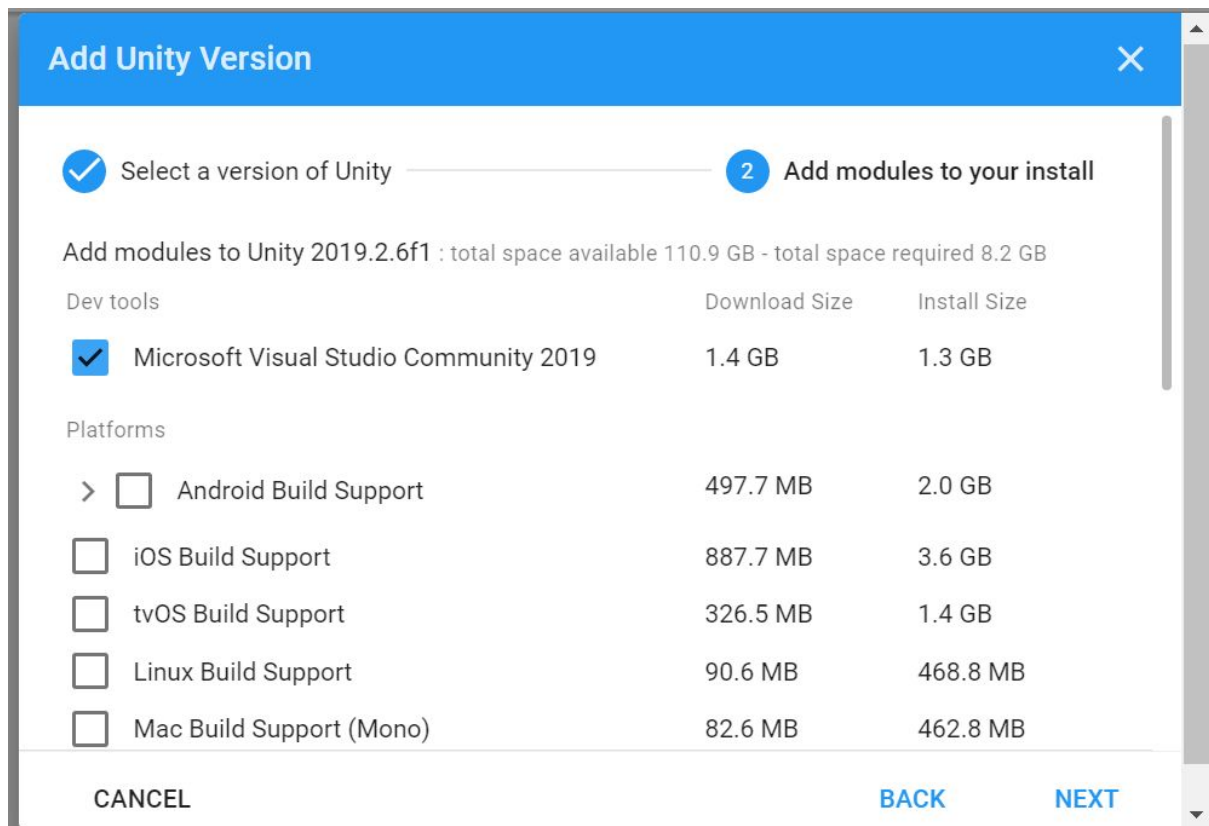 Add Unity Version
Select a version of Unity 2 Add modules to your install
Add modules to Unity 2019.2.6f1 : total space available 110.9 GB - total space required 8.2 GB
Dev tools Download Size Install Size
Microsoft Visual Studio Community 2019 1.4 GB 1.3 GB
Platforms
Android Build Support 497.7 MB 2.0 GB
iOS Build Support 887.7 MB 3.6 GB
tvOS Build Support 326.5 MB 1.4 GB
Linux Build Support 90.6 MB 468.8 MB
Mac Build Support (Mono) 82.6 MB 462.8 MB
CANCEL BACK NEXT